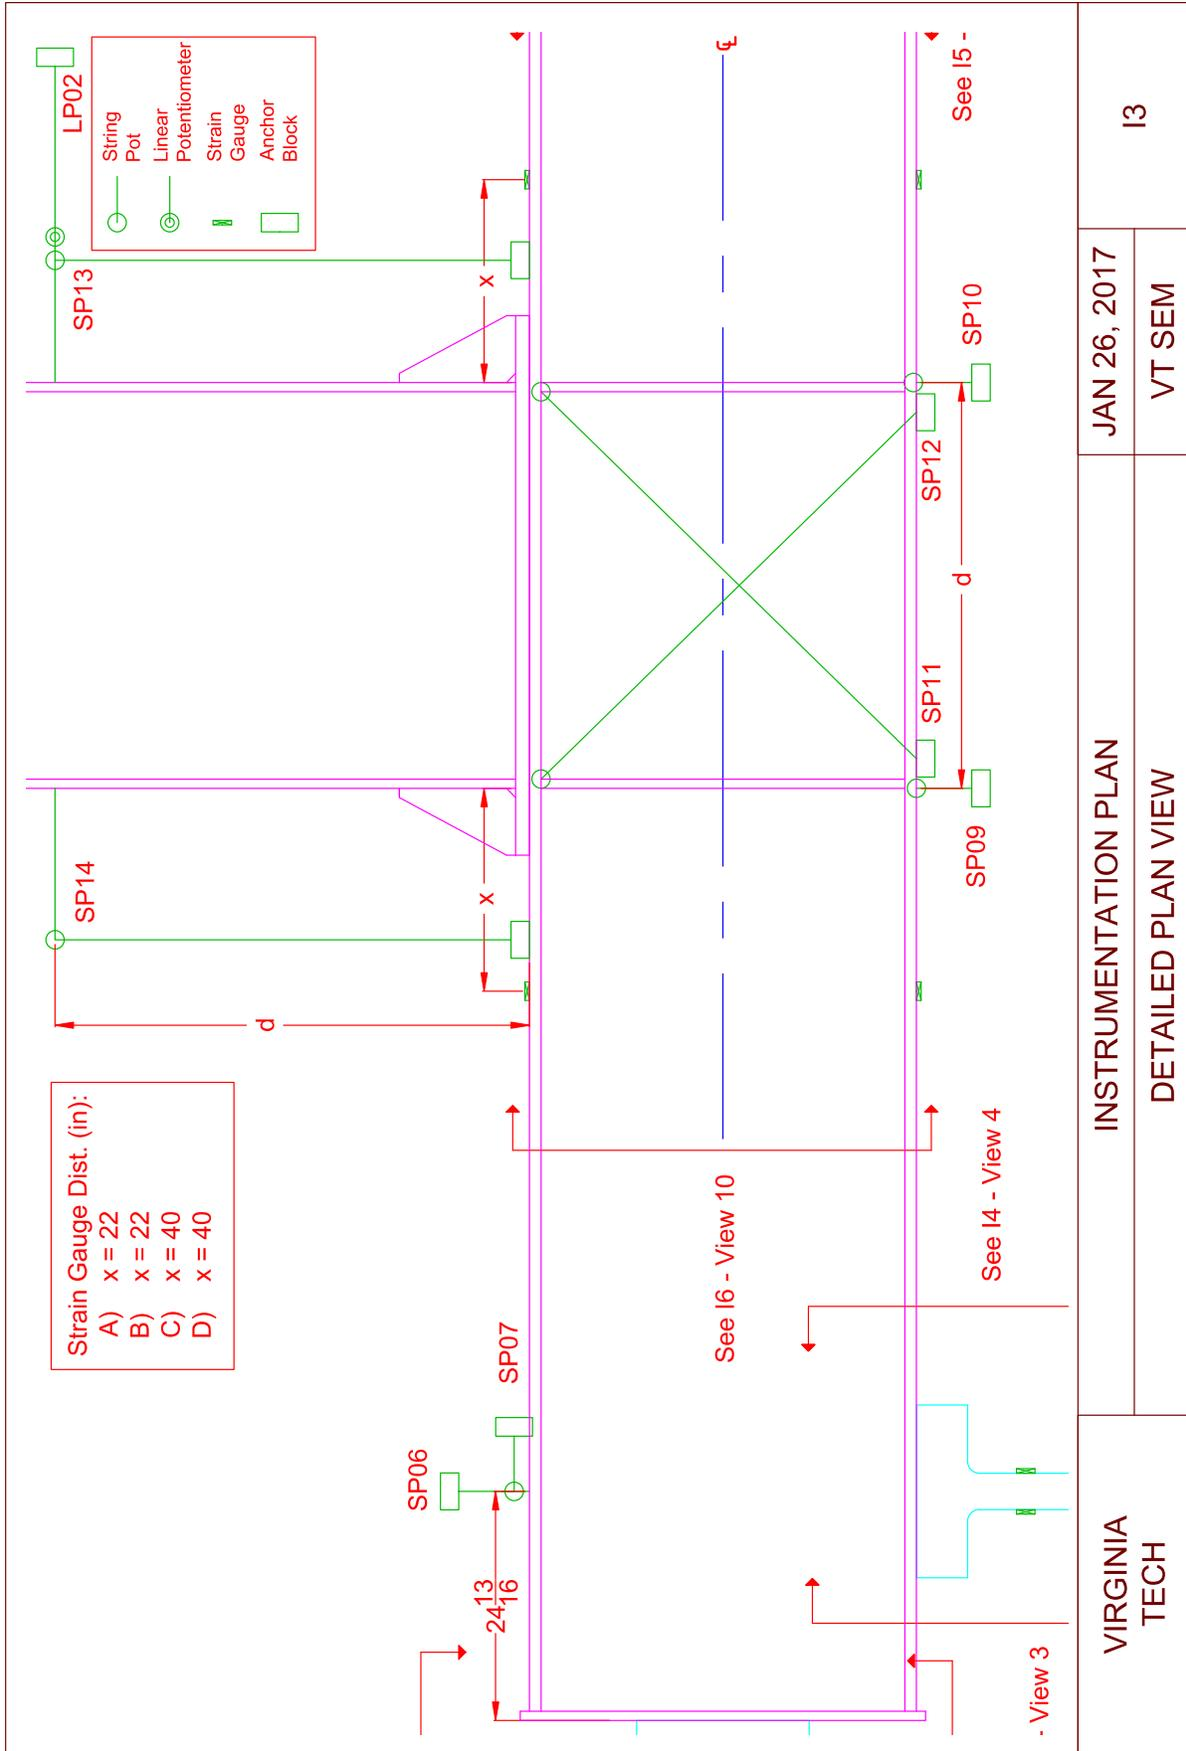 LP02
String
Pot
Linear
Potentiometer
Strain
Gauge
Anchor
Block
SP13
SP14
Strain Gauge Dist. (in):
A) x = 22
B) x = 22
C) x = 40
D) x = 40
d
x
x
SP06
SP07
24 13/16
℄
See I6 - View 10
SP11
SP12
d
SP09
SP10
See I5 -
See I4 - View 4
- View 3
VIRGINIA
TECH
INSTRUMENTATION PLAN
DETAILED PLAN VIEW
JAN 26, 2017
VT SEM
I3